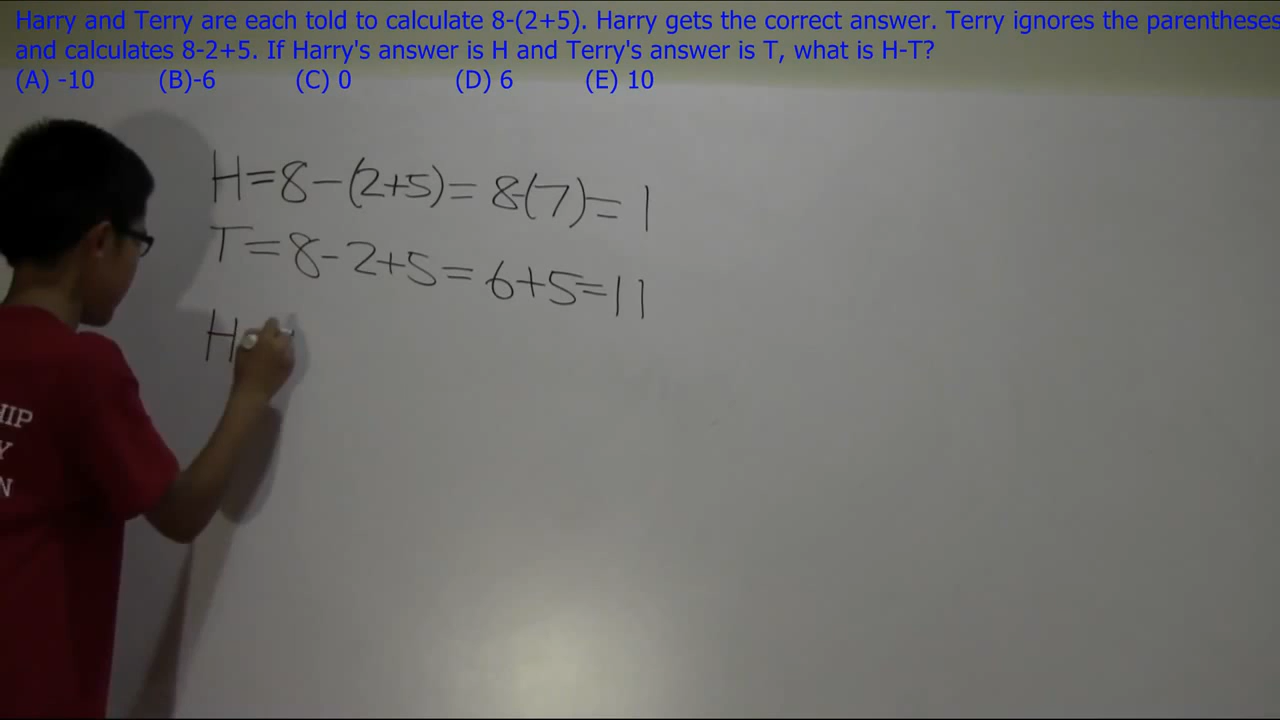 Harry and Terry are each told to calculate 8-(2+5). Harry gets the correct answer. Terry ignores the parentheses
and calculates 8-2+5. If Harry's answer is H and Terry's answer is T, what is H-T?
(A) -10 (B)-6 (C) 0 (D) 6 (E) 10
H=8-(2+5)=8-(7)=1
T=8-2+5=6+5=11
H
HIP
Y
N